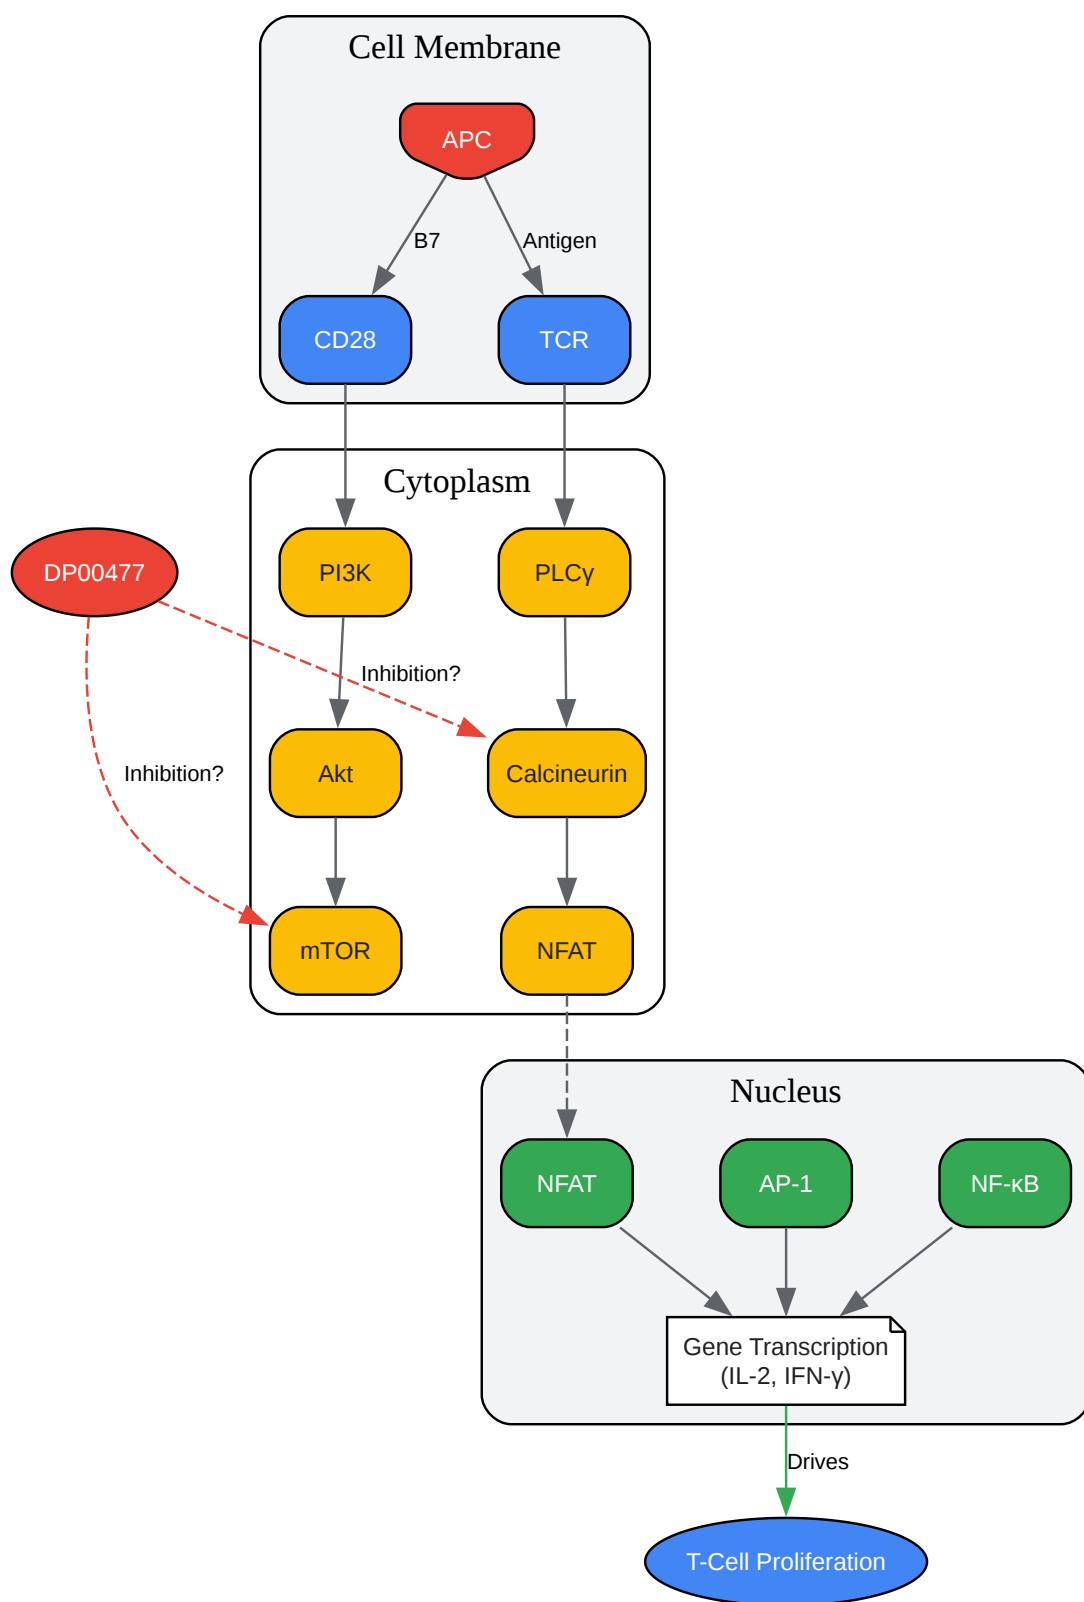 Cell Membrane
APC
B7
Antigen
CD28
TCR
Cytoplasm
DP00477
PI3K
PLCγ
Inhibition?
Inhibition?
Akt
Calcineurin
mTOR
NFAT
Nucleus
NFAT
AP-1
NF-κB
Gene Transcription
(IL-2, IFN-γ)
Drives
T-Cell Proliferation